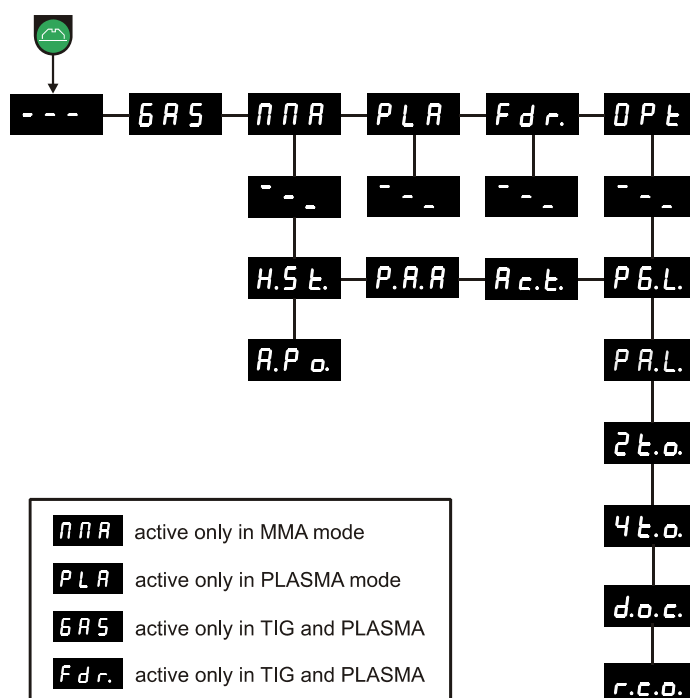 - - -
GAS
MMA
PLA
Fdr.
OPt
- - _
- - _
- - _
- - _
H.St.
P.A.A
Ac.t.
PG.L.
A.Po.
PA.L.
2t.o.
4t.o.
d.o.c.
r.c.o.
MMA active only in MMA mode
PLA active only in PLASMA mode
GAS active only in TIG and PLASMA
Fdr. active only in TIG and PLASMA